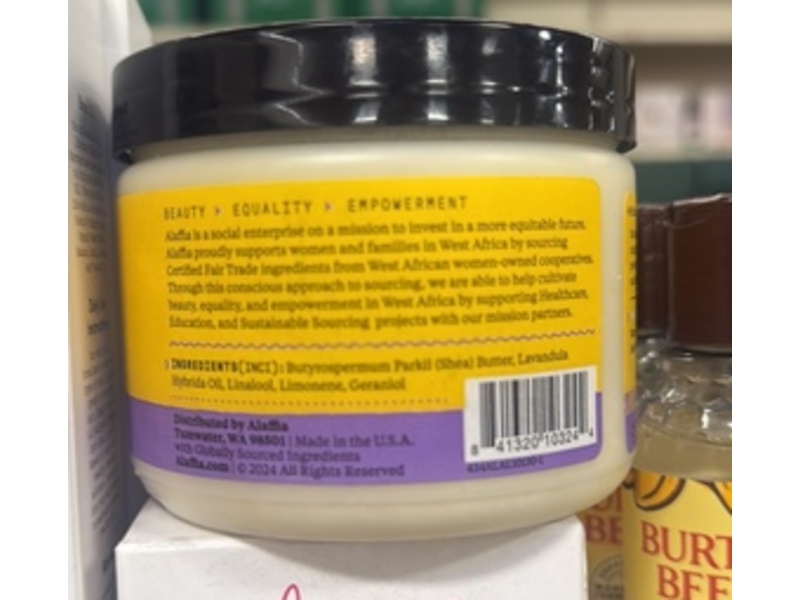 BEAUTY > EQUALITY > EMPOWERMENT
Alaffia is a social enterprise on a mission to invest in a more equitable future.
Alaffia proudly supports women and families in West Africa by sourcing
Certified Fair Trade ingredients from West African women-owned cooperatives.
Through this conscious approach to sourcing, we are able to help cultivate
beauty, equality, and empowerment in West Africa by supporting Healthcare,
Education, and Sustainable Sourcing projects with our mission partners.
INGREDIENTS(INCI): Butyrospermum Parkii (Shea) Butter, Lavandula
Hybrida Oil, Linalool, Limonene, Geraniol
Distributed by Alaffia
Tumwater, WA 98501 | Made in the U.S.A.
with Globally Sourced Ingredients
Alaffia.com | © 2024 All Rights Reserved
8 41320 10324 4
BURT
BEE